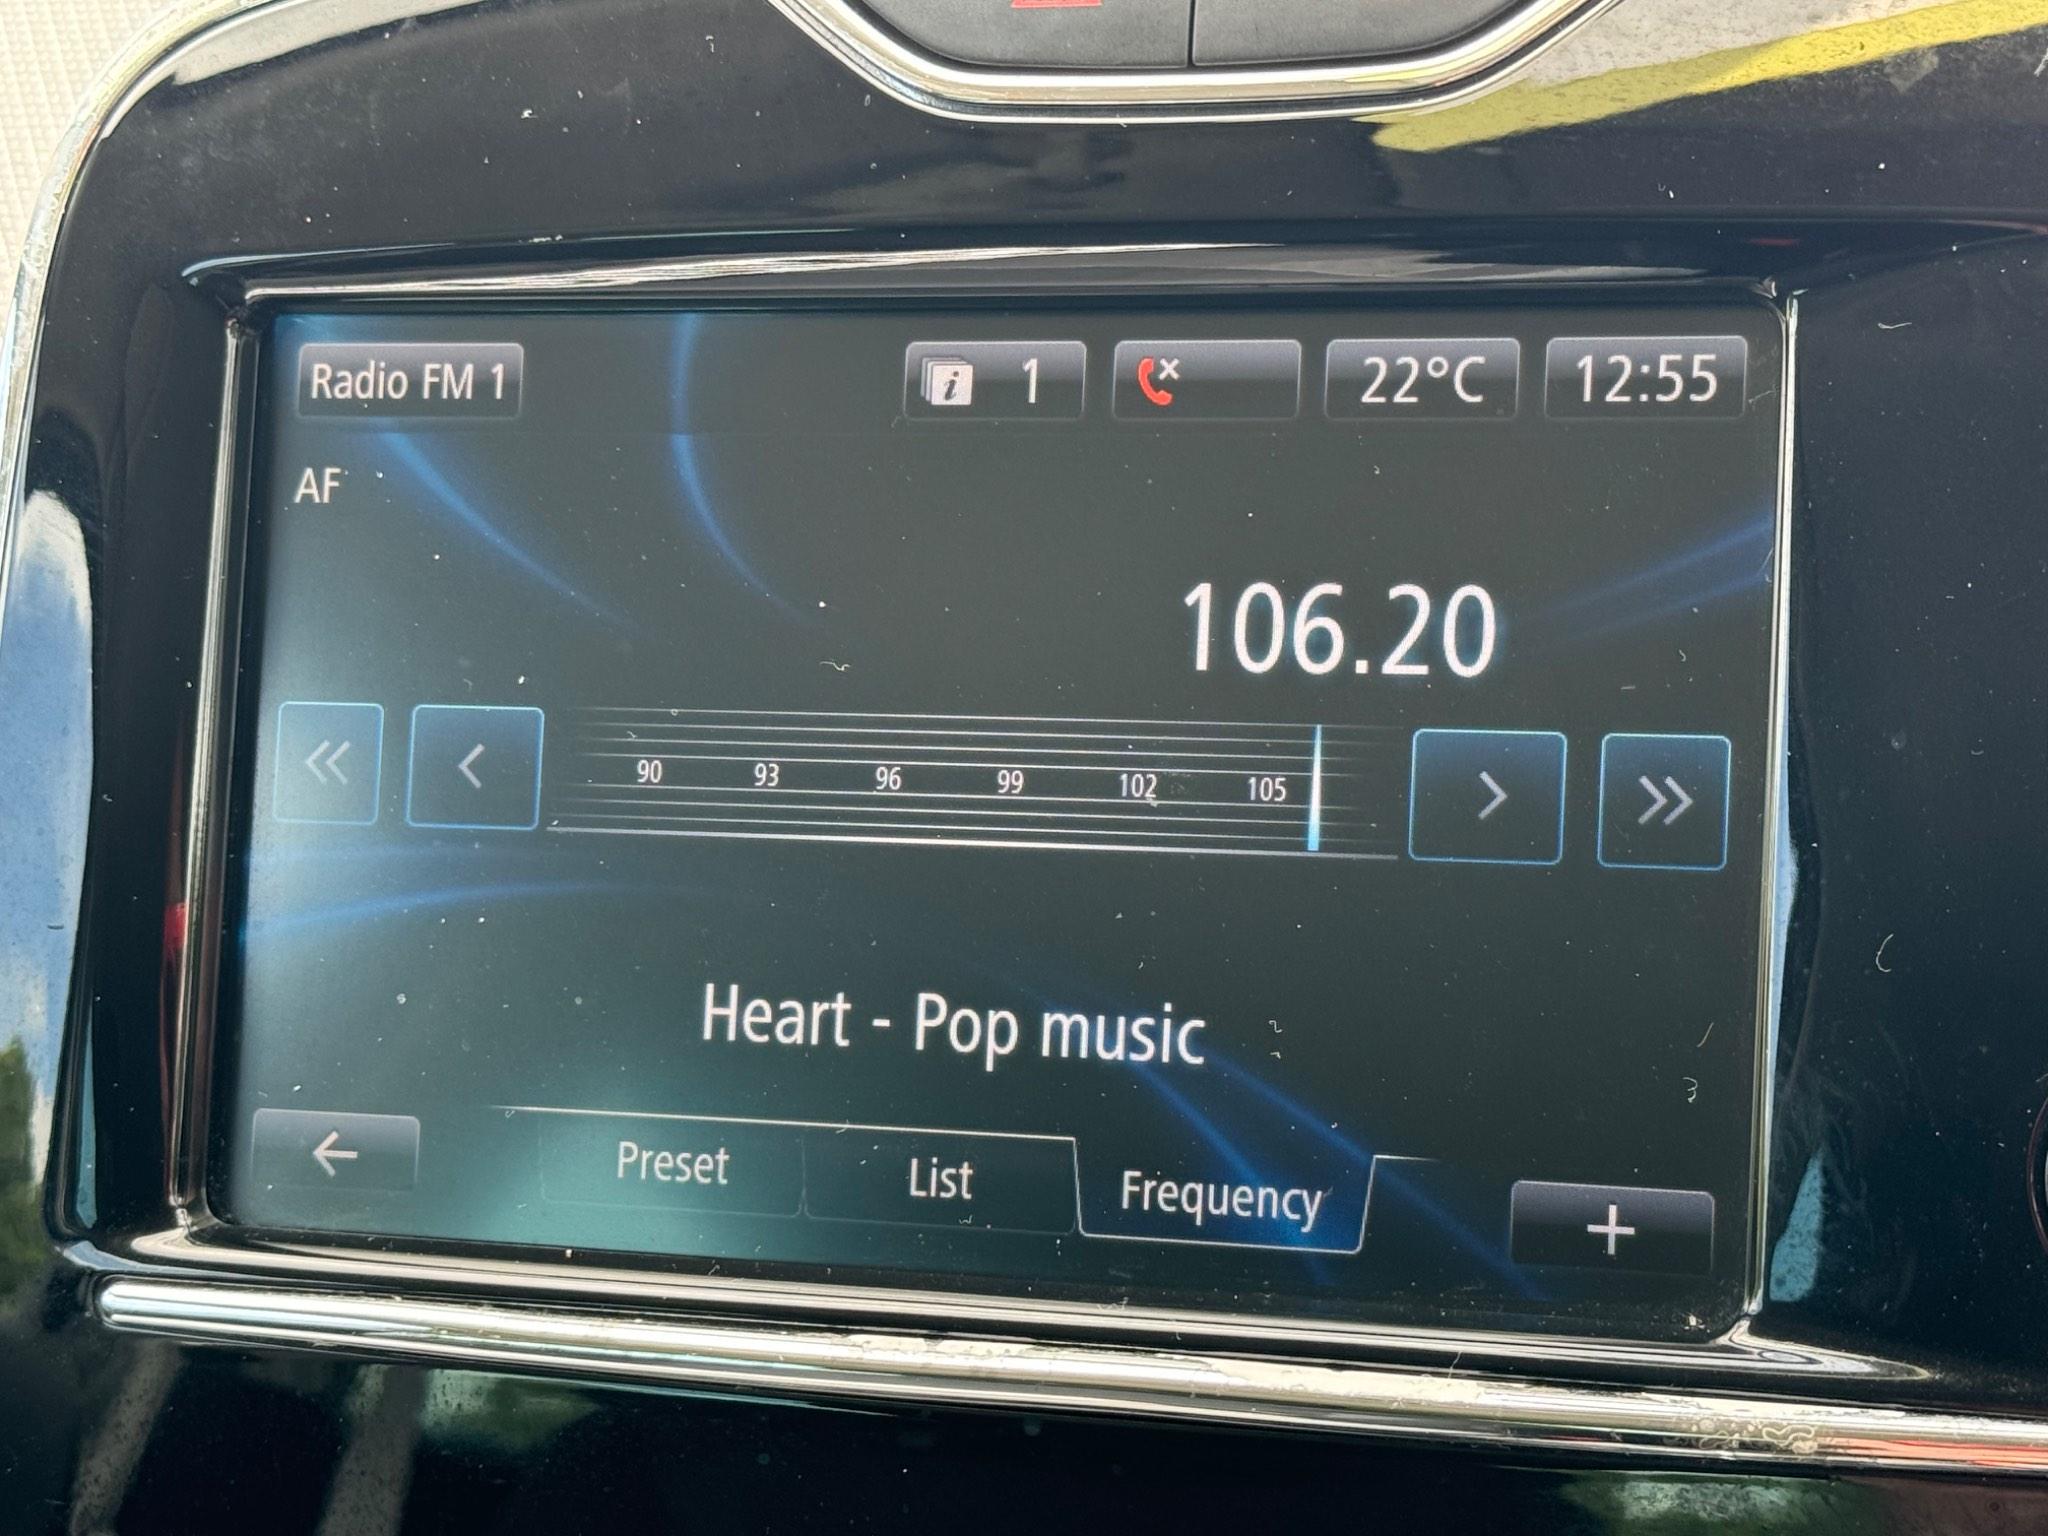 Radio FM 1
1
22°C
12:55
AF
106.20
90 93 96 99 102 105
Heart - Pop music
Preset
List
Frequency